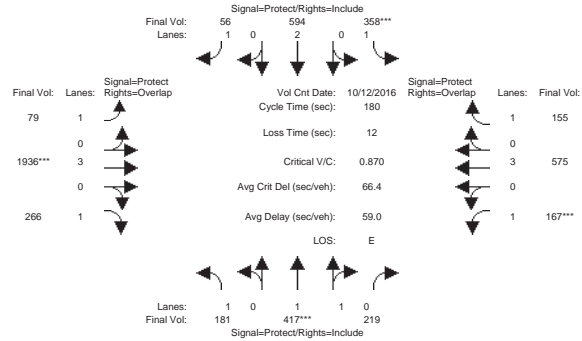 Signal=Protect/Rights=Include
Final Vol: 56 594 358***
Lanes: 1 0 2 0 1
Signal=Protect Signal=Protect
Final Vol: Lanes: Rights=Overlap Vol Cnt Date: 10/12/2016 Rights=Overlap Lanes: Final Vol:
Cycle Time (sec): 180
79 1 1 155
Loss Time (sec): 12
0 0
1936*** 3 Critical V/C: 0.870 3 575
0 Avg Crit Del (sec/veh): 66.4 0
266 1 Avg Delay (sec/veh): 59.0 1 167***
LOS: E
Lanes: 1 0 1 1 0
Final Vol: 181 417*** 219
Signal=Protect/Rights=Include